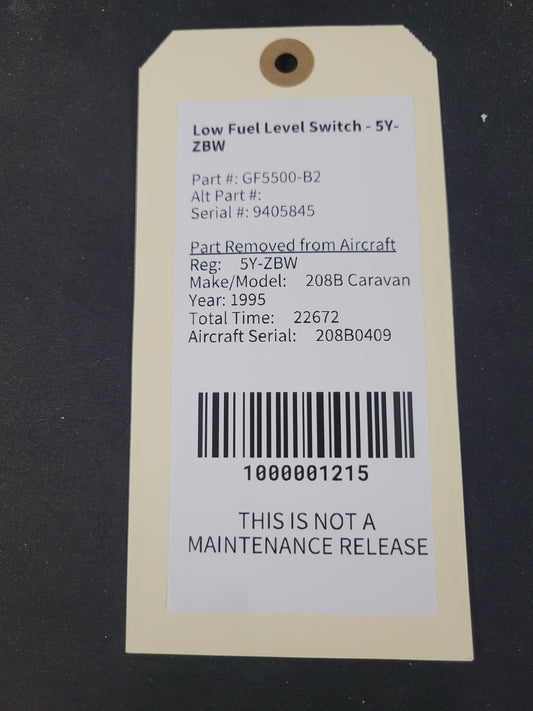 Low Fuel Level Switch - 5Y-
ZBW
Part #: GF5500-B2
Alt Part #:
Serial #: 9405845
Part Removed from Aircraft
Reg: 5Y-ZBW
Make/Model: 208B Caravan
Year: 1995
Total Time: 22672
Aircraft Serial: 208B0409
1000001215
THIS IS NOT A
MAINTENANCE RELEASE